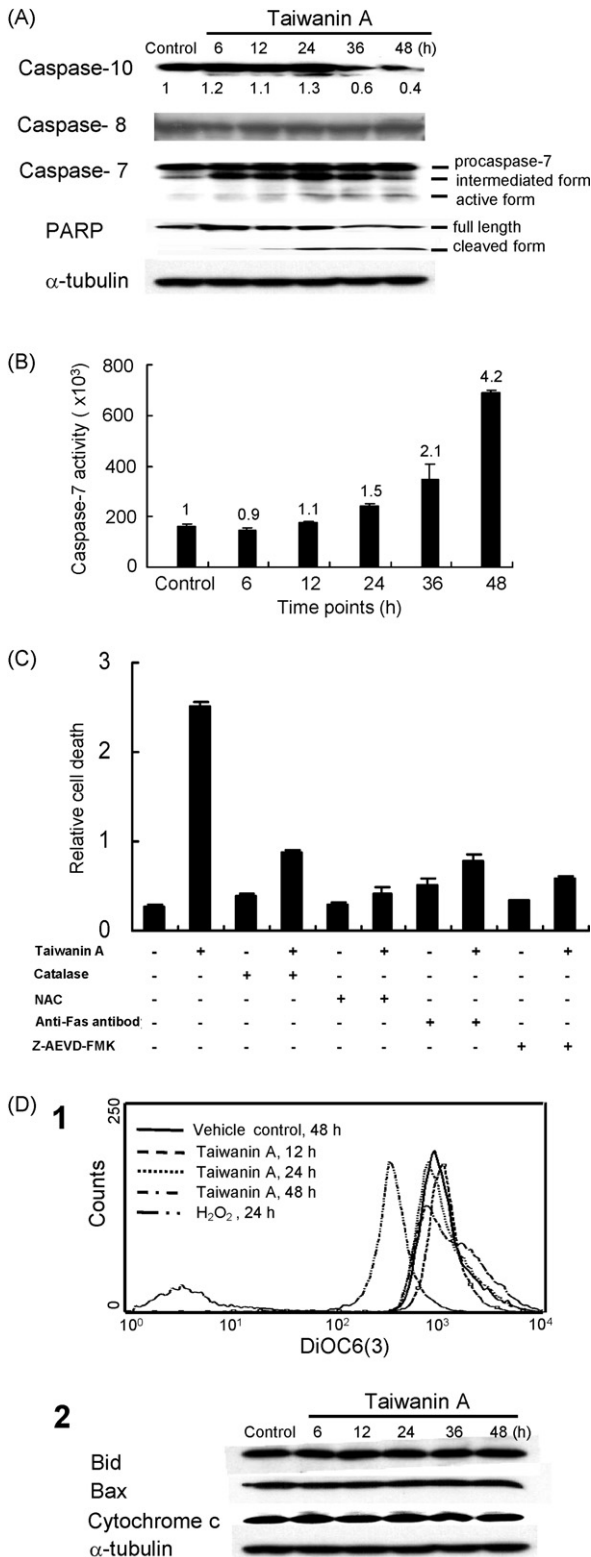 (A)
Taiwanin A
Control 6 12 24 36 48 (h)
Caspase-10
1 1.2 1.1 1.3 0.6 0.4
Caspase- 8
Caspase- 7
procaspase-7
intermediated form
active form
PARP
full length
cleaved form
α-tubulin
(B)
Caspase-7 activity ( x10³)
800
600
400
200
0
1 0.9 1.1 1.5 2.1 4.2
Control 6 12 24 36 48
Time points (h)
(C)
Relative cell death
3
2
1
0
Taiwanin A - + - + - + - + - +
Catalase - - + + - - - - - -
NAC - - - - + + - - - -
Anti-Fas antibod - - - - - - + + - -
Z-AEVD-FMK - - - - - - - - + +
(D)
1
250
Counts
0
Vehicle control, 48 h
Taiwanin A, 12 h
Taiwanin A, 24 h
Taiwanin A, 48 h
H₂O₂ , 24 h
10⁰ 10¹ 10² 10³ 10⁴
DiOC6(3)
2
Taiwanin A
Control 6 12 24 36 48 (h)
Bid
Bax
Cytochrome c
α-tubulin